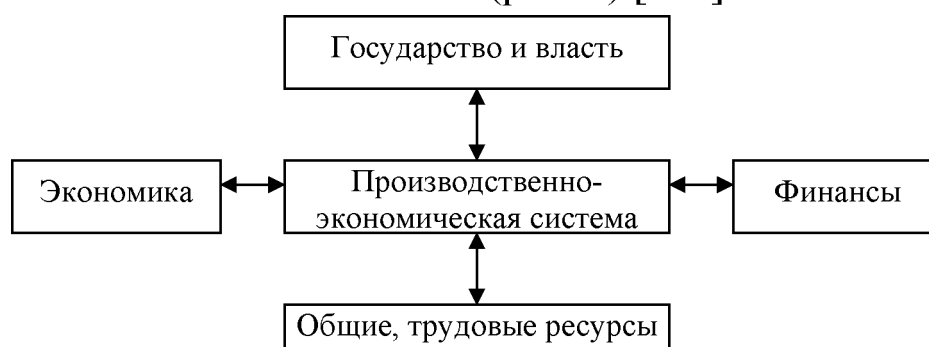 Государство и власть
Экономика
Производственно-
экономическая система
Финансы
Общие, трудовые ресурсы